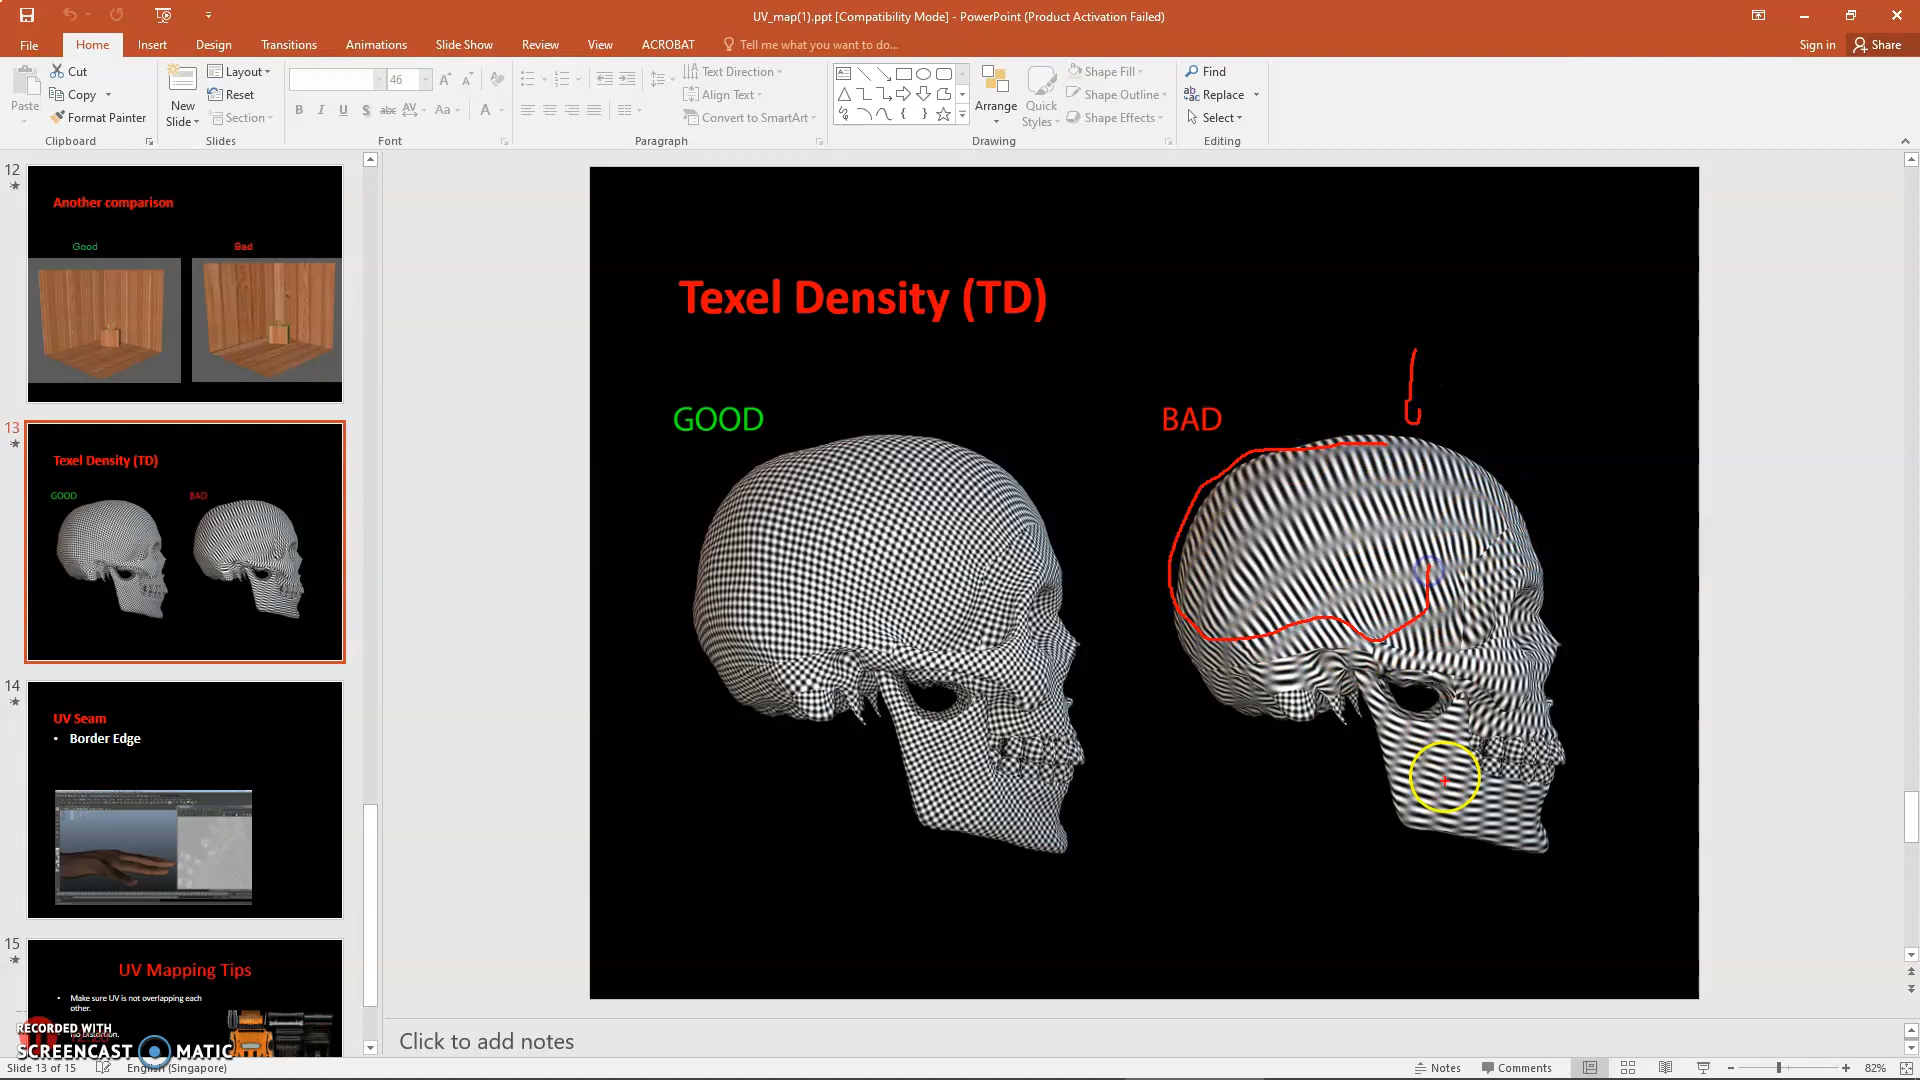 UV_map(1).ppt [Compatibility Mode] - PowerPoint (Product Activation Failed)
File Home Insert Design Transitions Animations Slide Show Review View ACROBAT Tell me what you want to do... Sign in Share
Paste
Cut
Copy
Format Painter
Clipboard
New Slide
Layout
Reset
Section
Slides
46
B I U S abc AV Aa A
Font
Text Direction
Align Text
Convert to SmartArt
Paragraph
Arrange
Quick Styles
Shape Fill
Shape Outline
Shape Effects
Drawing
Find
Replace
Select
Editing
12
Another comparison
Good Bad
13
Texel Density (TD)
GOOD BAD
14
UV Seam
• Border Edge
15
UV Mapping Tips
• Make sure UV is not overlapping each
other.
RECORDED WITH
SCREENCAST MATIC
Texel Density (TD)
GOOD BAD
Click to add notes
Slide 13 of 15 English (Singapore) Notes Comments 82%